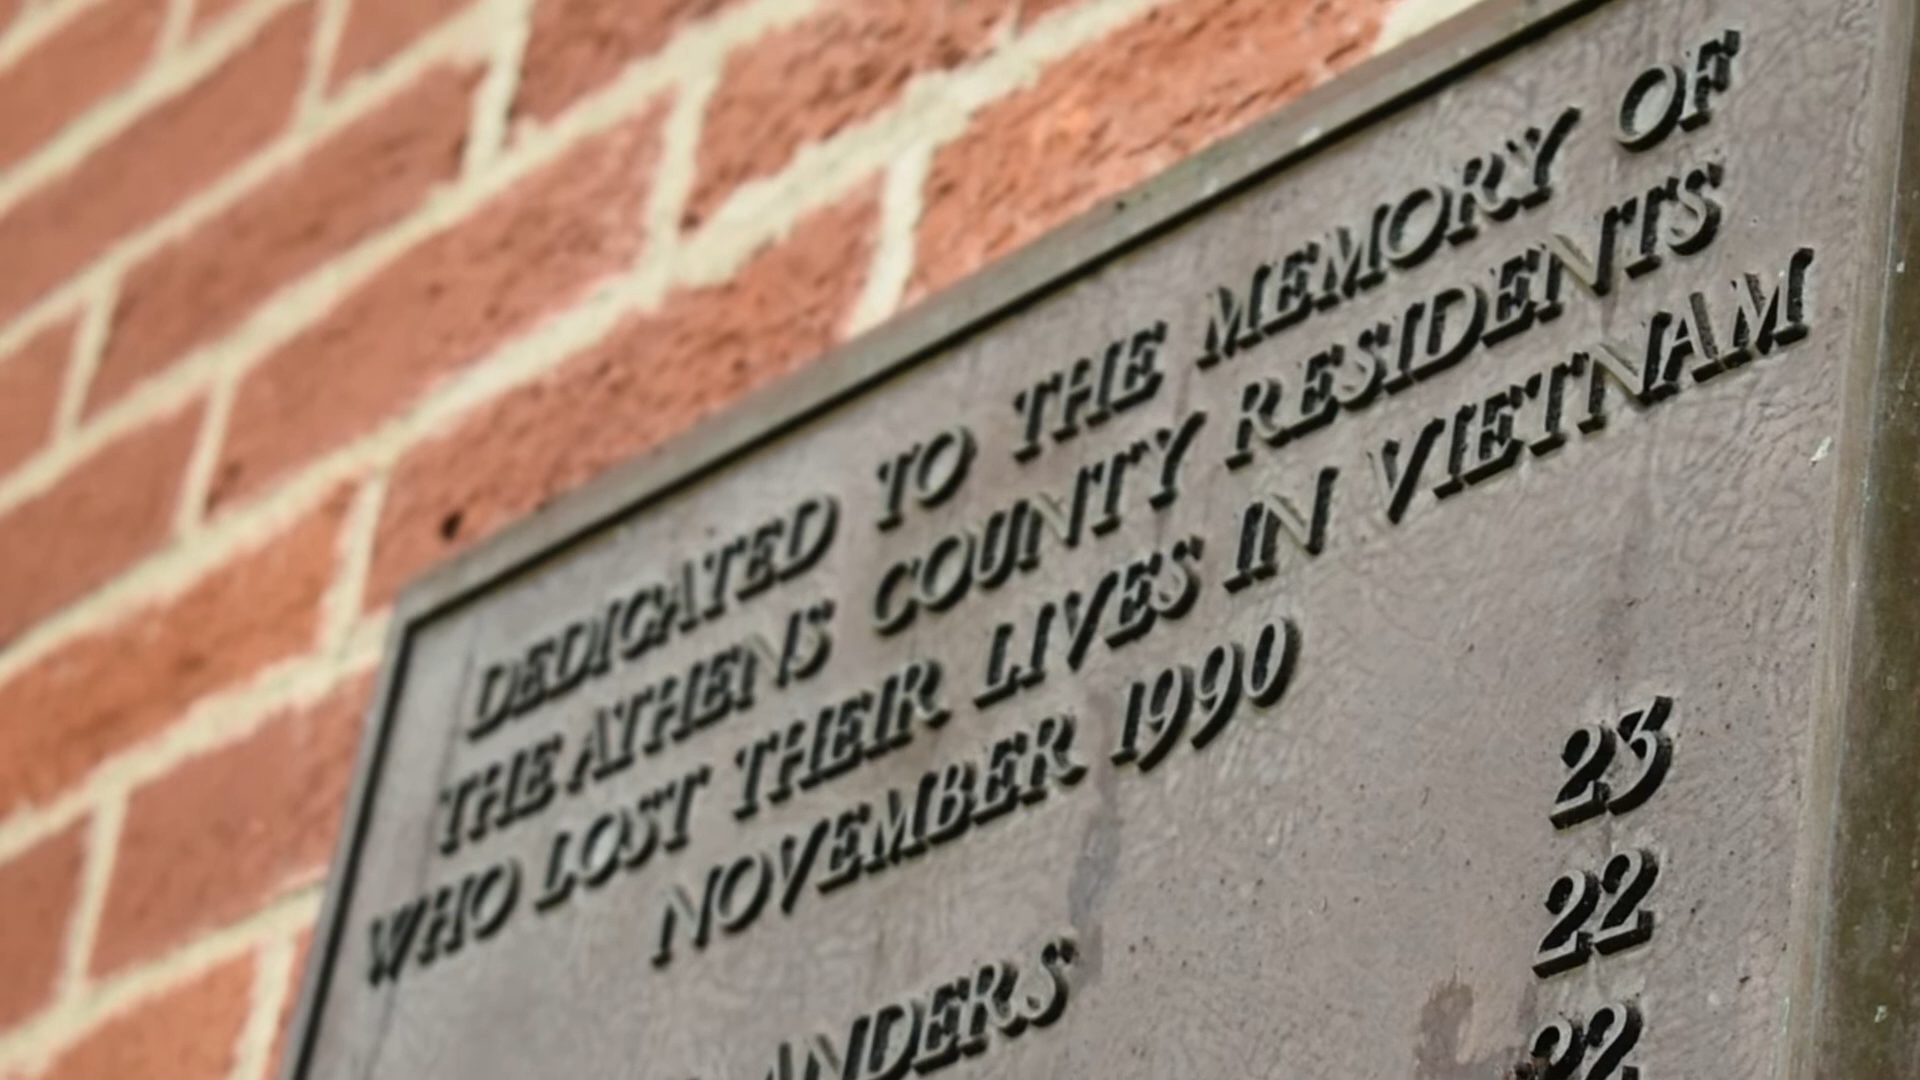 DEDICATED TO THE MEMORY OF
THE ATHENS COUNTY RESIDENTS
WHO LOST THEIR LIVES IN VIETNAM
NOVEMBER 1990
23
22
ANDERS
22